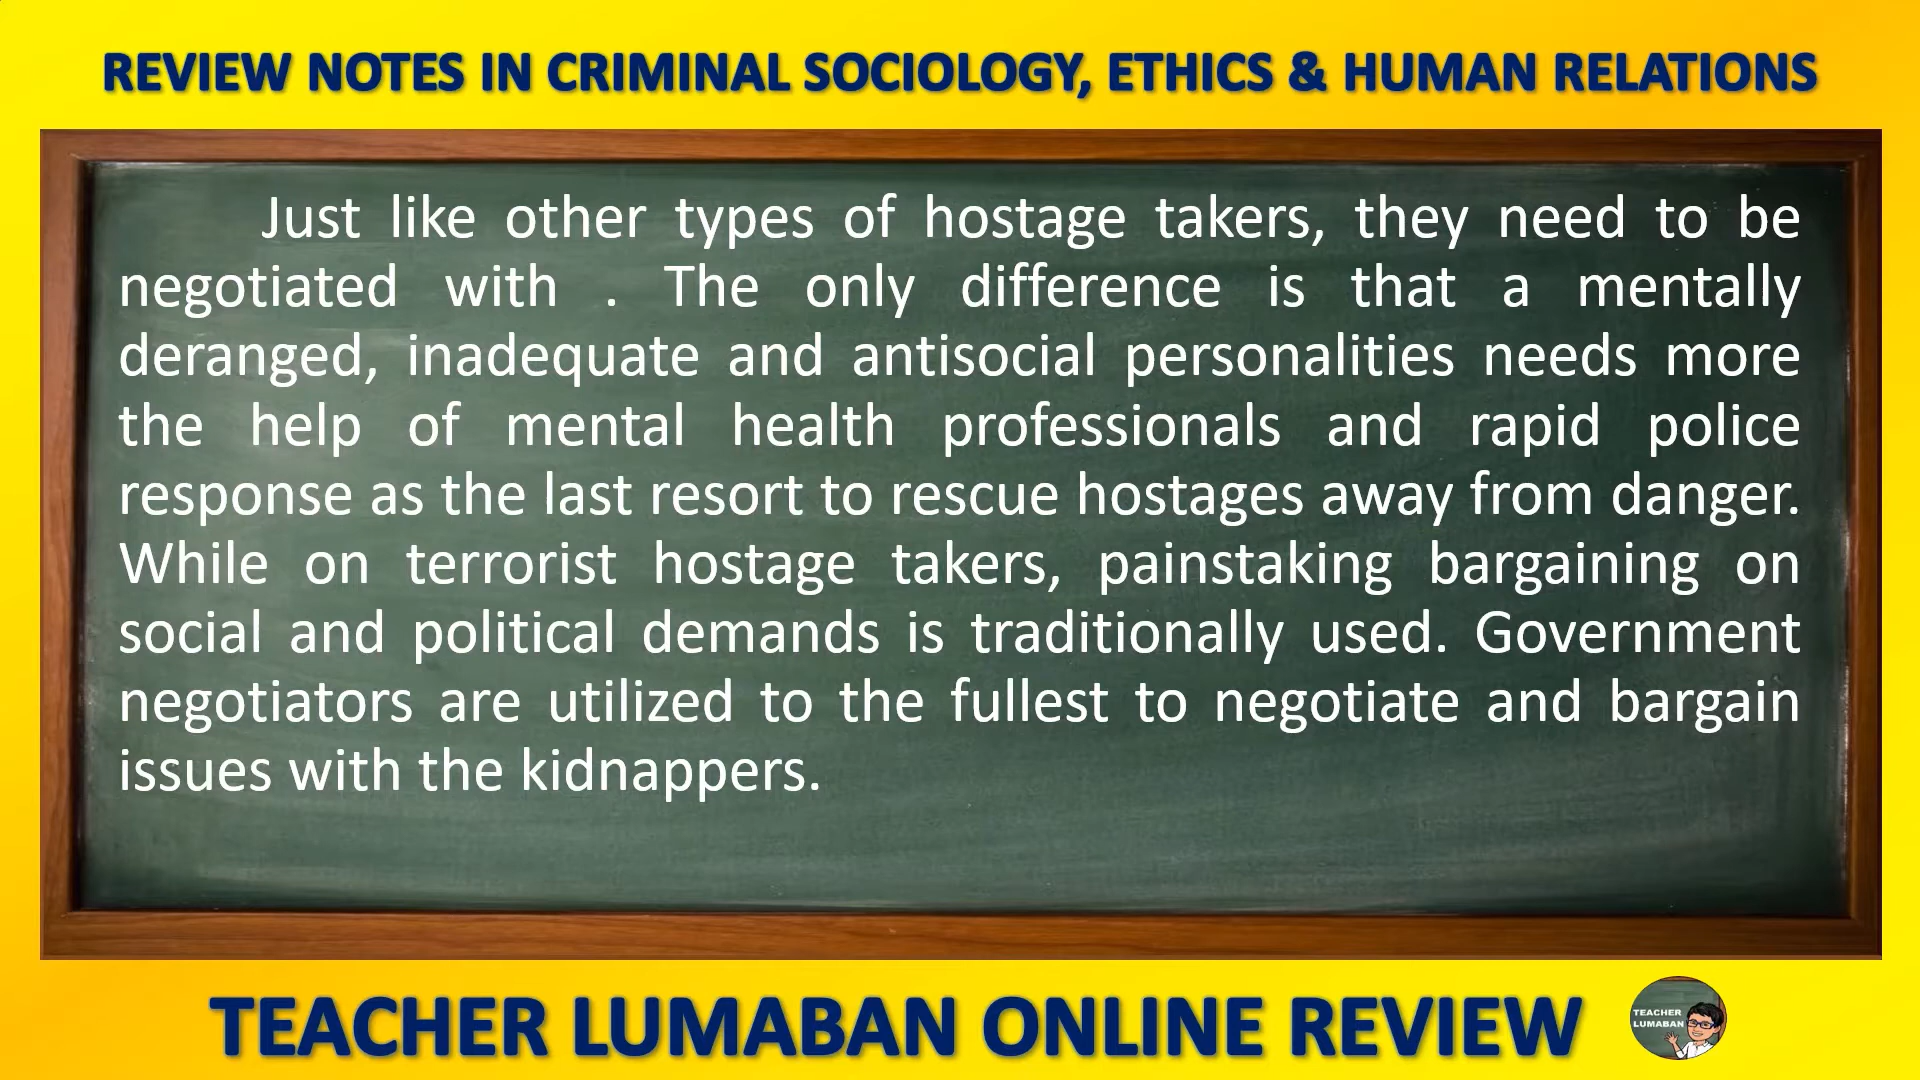 REVIEW NOTES IN CRIMINAL SOCIOLOGY, ETHICS & HUMAN RELATIONS
Just like other types of hostage takers, they need to be
negotiated with . The only difference is that a mentally
deranged, inadequate and antisocial personalities needs more
the help of mental health professionals and rapid police
response as the last resort to rescue hostages away from danger.
While on terrorist hostage takers, painstaking bargaining on
social and political demands is traditionally used. Government
negotiators are utilized to the fullest to negotiate and bargain
issues with the kidnappers.
TEACHER LUMABAN ONLINE REVIEW
TEACHER
LUMABAN